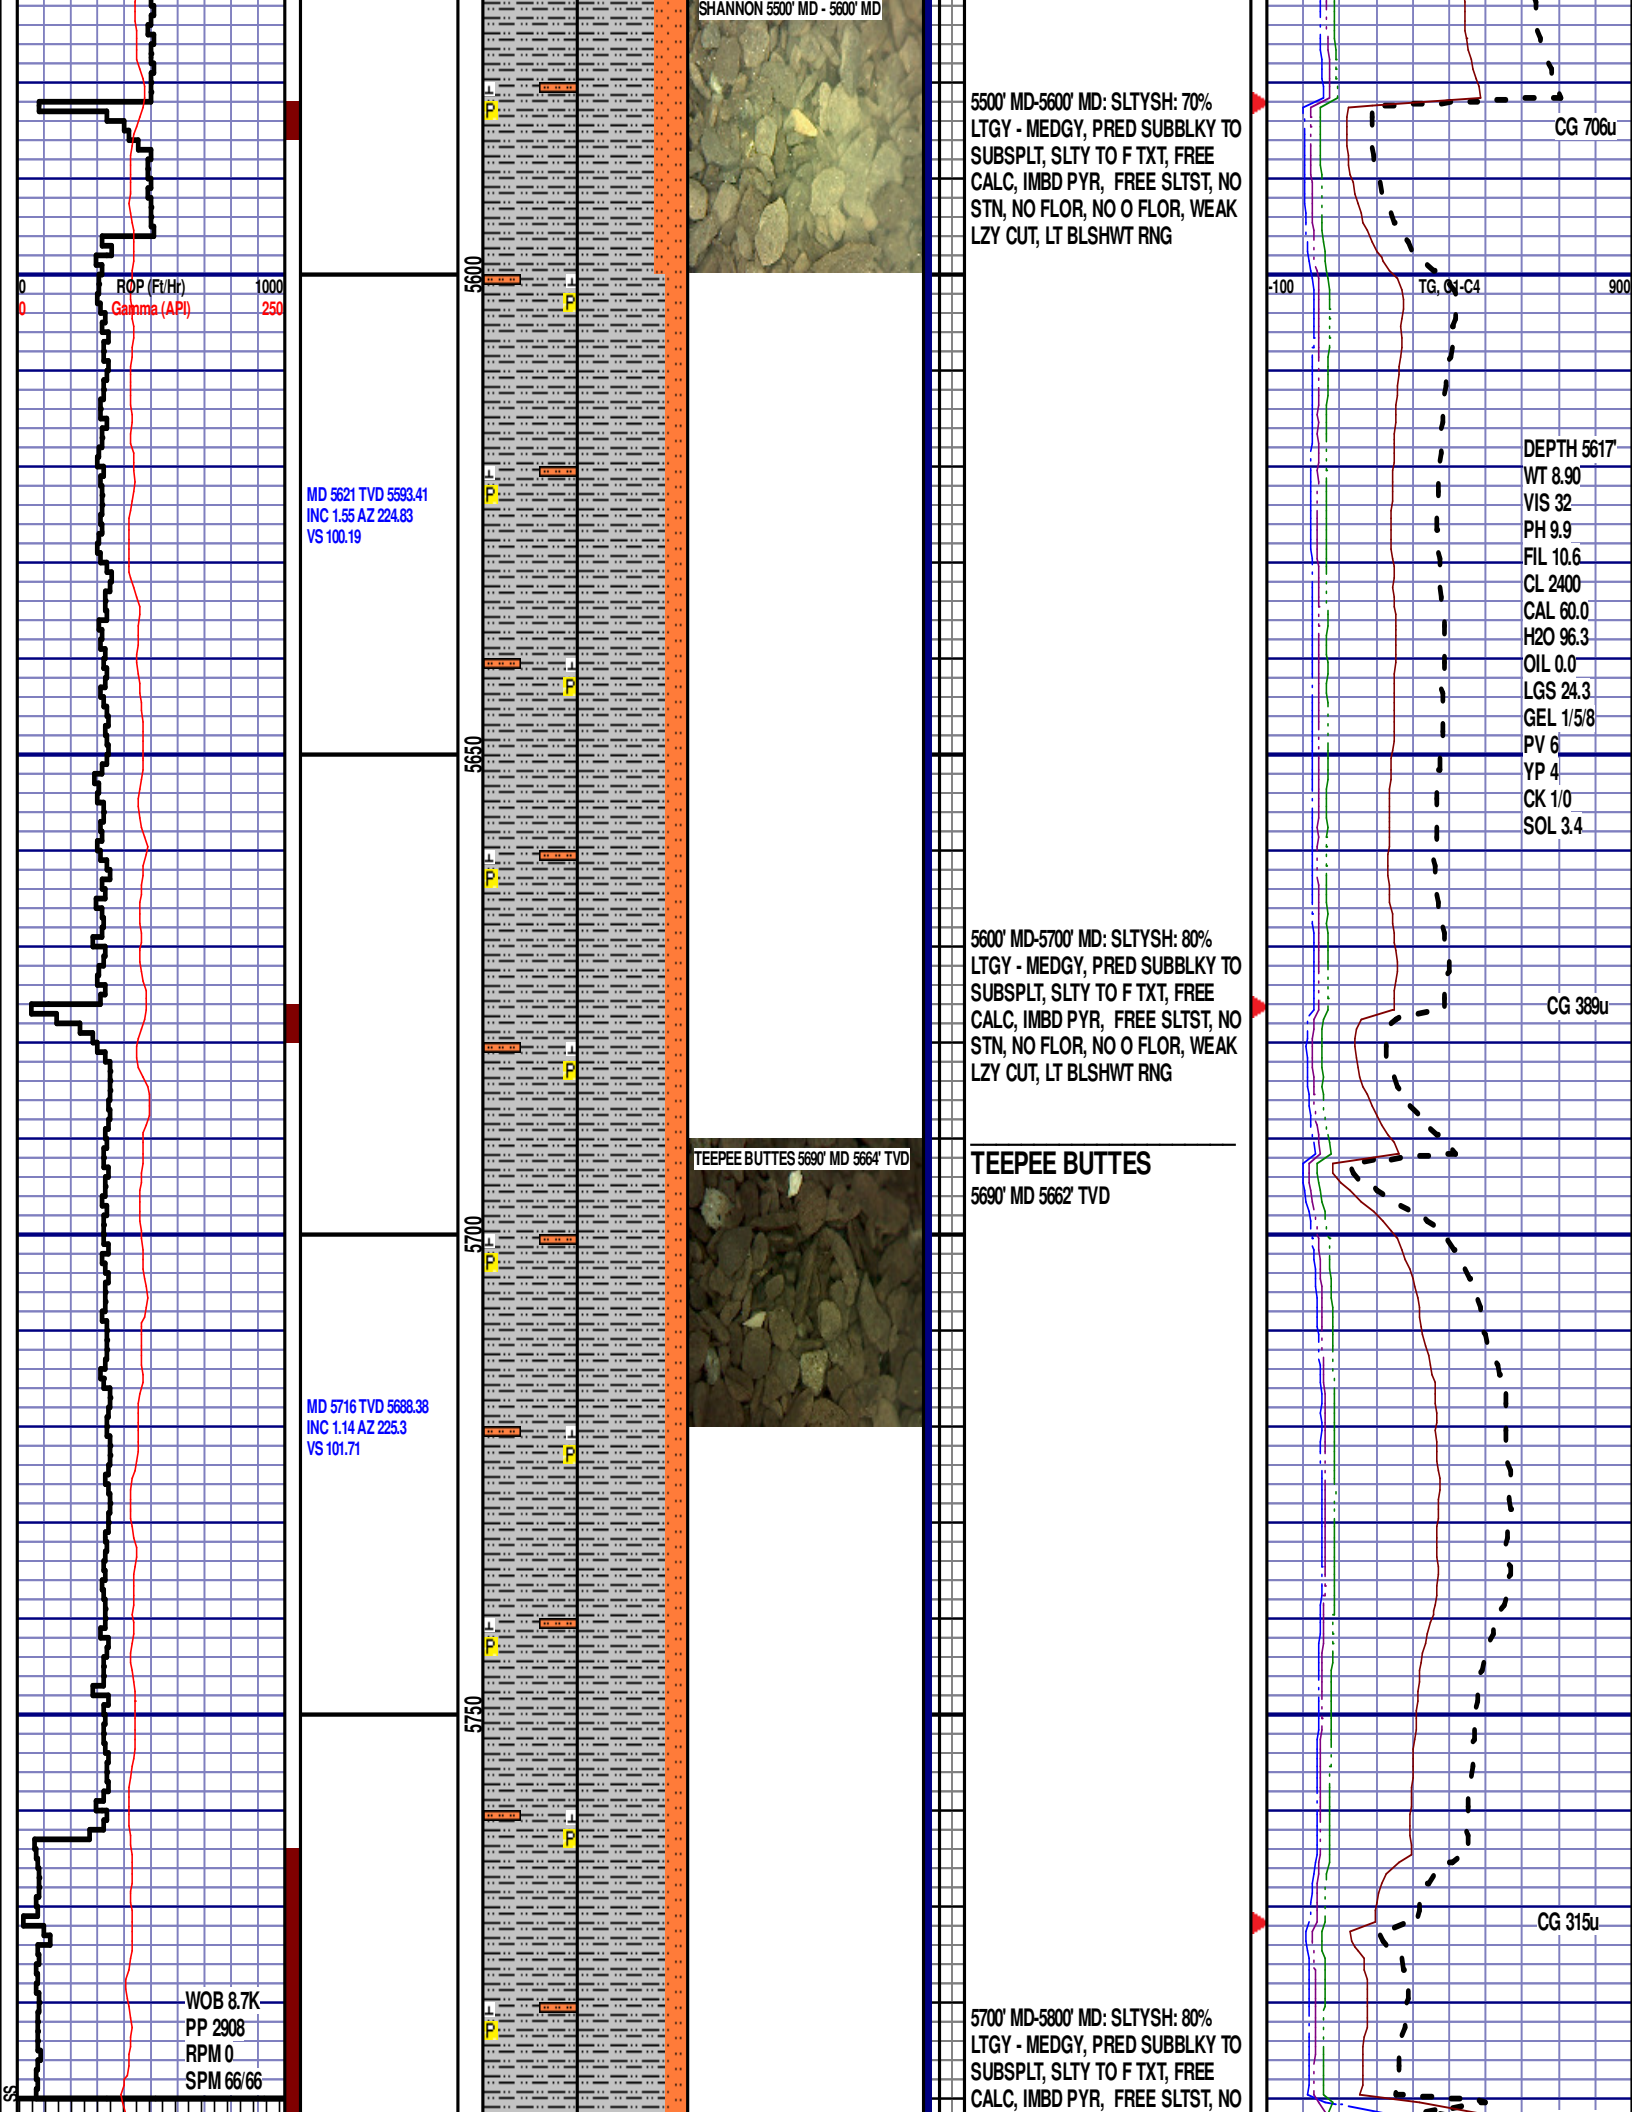 SHANNON 5500' MD - 5600' MD
5500' MD-5600' MD: SLTYSH: 70%
LTGY - MEDGY, PRED SUBBLKY TO
SUBSPLT, SLTY TO F TXT, FREE
CALC, IMBD PYR, FREE SLTST, NO
STN, NO FLOR, NO O FLOR, WEAK
LZY CUT, LT BLSHWT RNG
CG 706u
P
5600
0 ROP (Ft/Hr) 1000
0 Gamma (API) 250
-100 TG, C1-C4 900
P
MD 5621 TVD 5593.41
INC 1.55 AZ 224.83
VS 100.19
P
DEPTH 5617'
WT 8.90
VIS 32
PH 9.9
FIL 10.6
CL 2400
CAL 60.0
H2O 96.3
OIL 0.0
LGS 24.3
GEL 1/5/8
PV 6
YP 4
CK 1/0
SOL 3.4
P
5650
P
5600' MD-5700' MD: SLTYSH: 80%
LTGY - MEDGY, PRED SUBBLKY TO
SUBSPLT, SLTY TO F TXT, FREE
CALC, IMBD PYR, FREE SLTST, NO
STN, NO FLOR, NO O FLOR, WEAK
LZY CUT, LT BLSHWT RNG
CG 389u
P
TEEPEE BUTTES 5690' MD 5664' TVD
TEEPEE BUTTES
5690' MD 5662' TVD
5700
P
MD 5716 TVD 5688.38
INC 1.14 AZ 225.3
VS 101.71
P
P
5750
P
CG 315u
WOB 8.7K
PP 2908
RPM 0
SPM 66/66
P
5700' MD-5800' MD: SLTYSH: 80%
LTGY - MEDGY, PRED SUBBLKY TO
SUBSPLT, SLTY TO F TXT, FREE
CALC, IMBD PYR, FREE SLTST, NO
SS